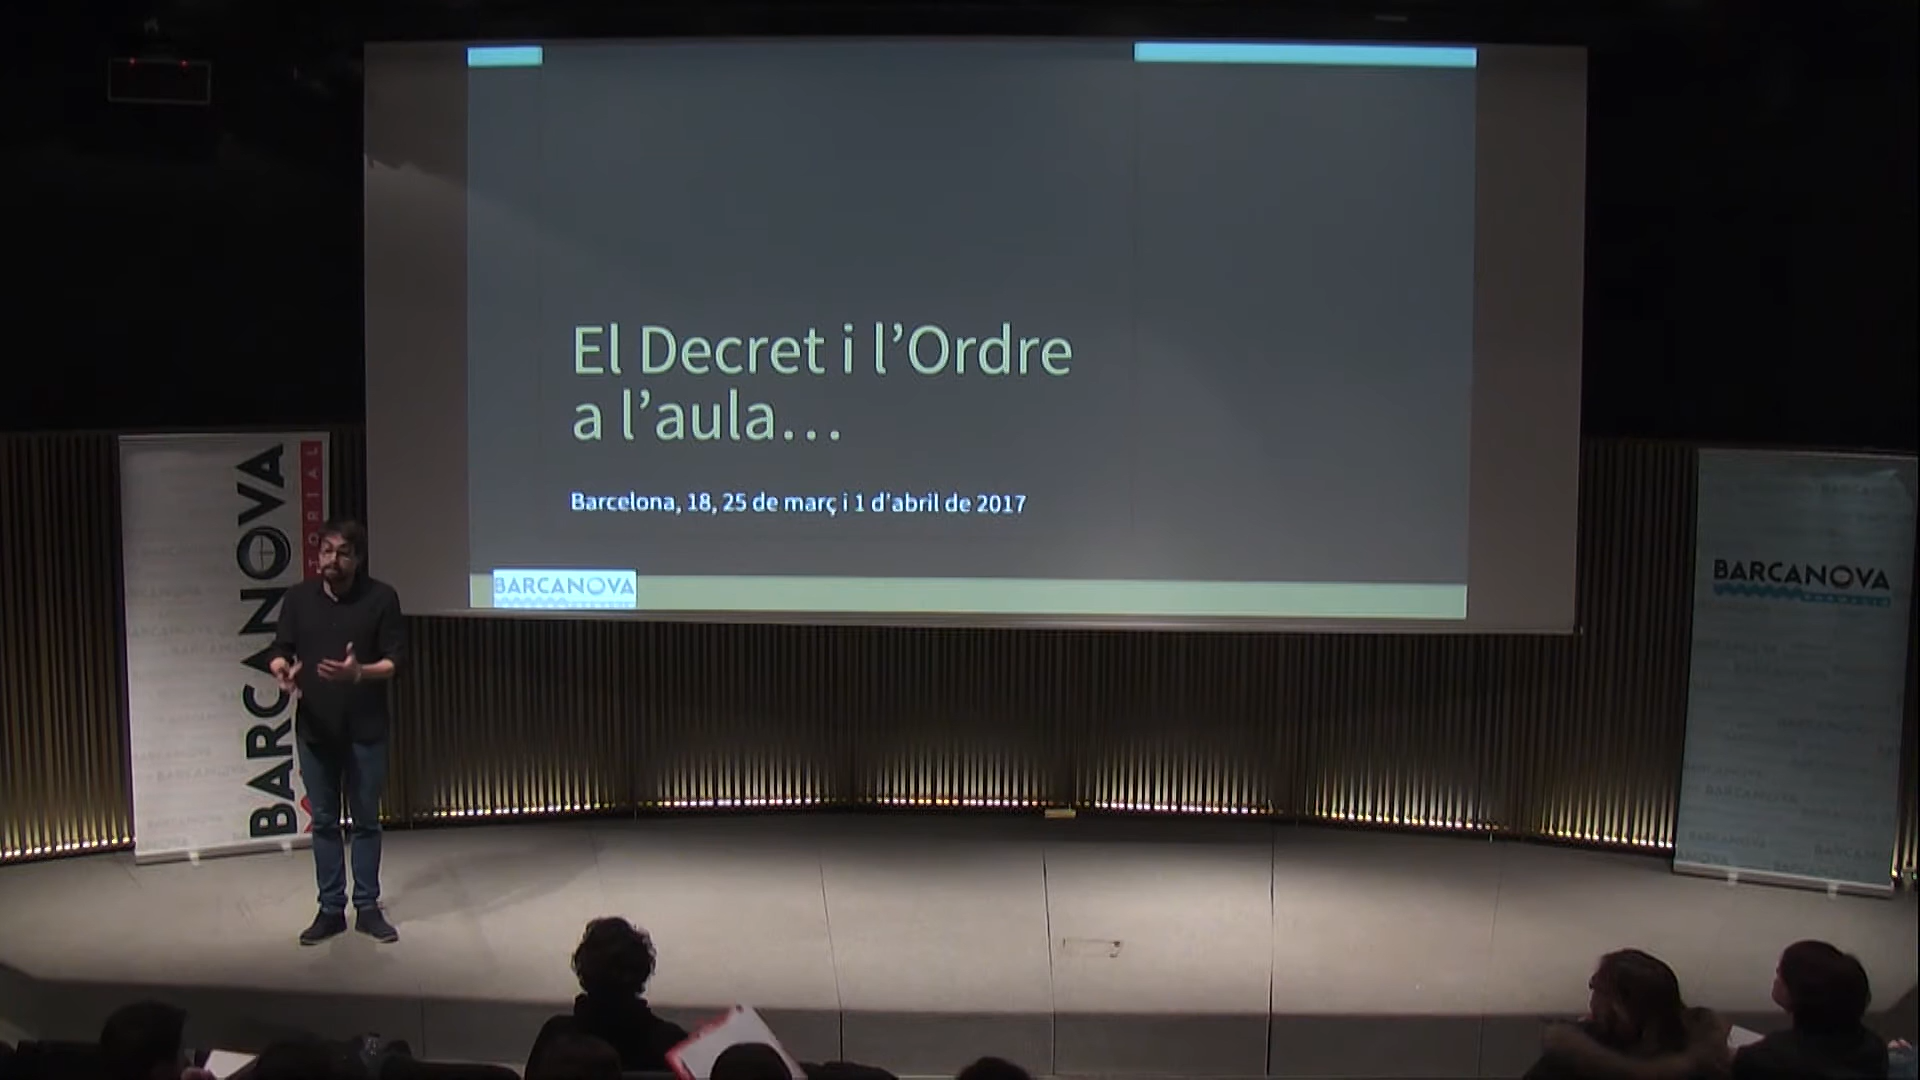 El Decret i l’Ordre
a l’aula…
Barcelona, 18, 25 de març i 1 d’abril de 2017
BARCANOVA
BARCANOVA
BARCANOVA